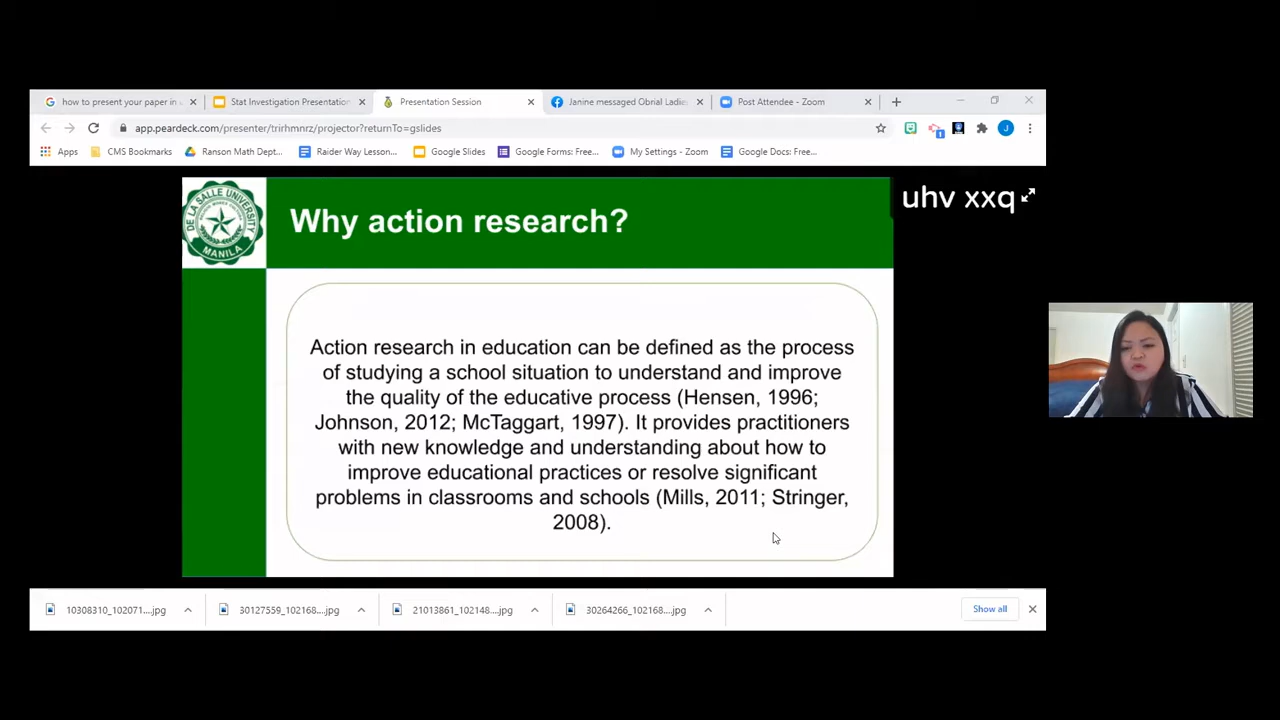 how to present your paper in
Stat Investigation Presentation
Presentation Session
Janine messaged Obrial Ladie
Post Attendee - Zoom
app.peardeck.com/presenter/trirhmnrz/projector?returnTo=gslides
Apps
CMS Bookmarks
Ranson Math Dept...
Raider Way Lesson...
Google Slides
Google Forms: Free...
My Settings - Zoom
Google Docs: Free...
DE LA SALLE UNIVERSITY
MANILA
Why action research?
uhv xxq
Action research in education can be defined as the process
of studying a school situation to understand and improve
the quality of the educative process (Hensen, 1996;
Johnson, 2012; McTaggart, 1997). It provides practitioners
with new knowledge and understanding about how to
improve educational practices or resolve significant
problems in classrooms and schools (Mills, 2011; Stringer,
2008).
10308310_102071....jpg
30127559_102168....jpg
21013861_102148....jpg
30264266_102168....jpg
Show all